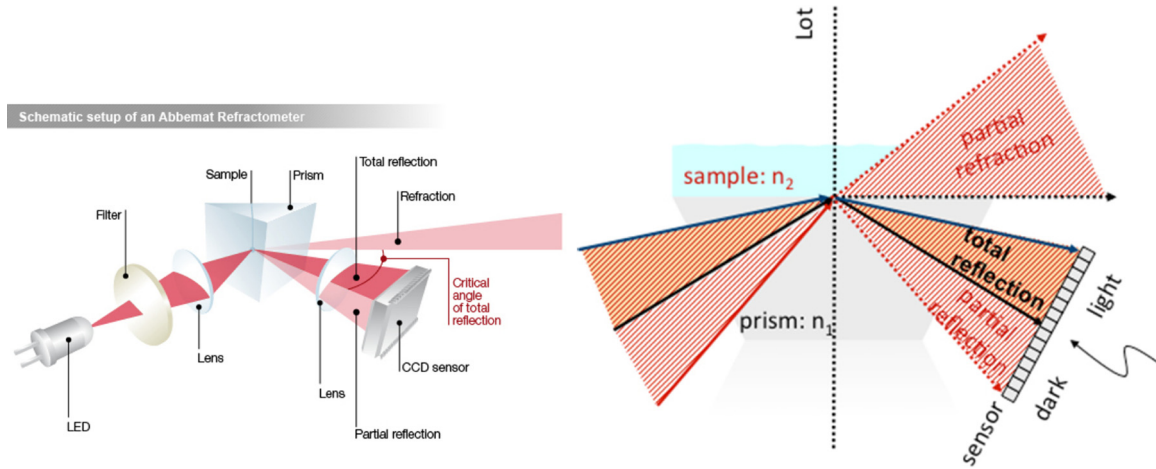 Schematic setup of an Abbemat Refractometer
Total reflection
Sample
Prism
Refraction
Filter
Critical
angle
of total
reflection
Lens
CCD sensor
Lens
LED
Partial reflection
Lot
partial
refraction
sample: n₂
total
reflection
partial
reflection
prism: n₁
light
dark
sensor